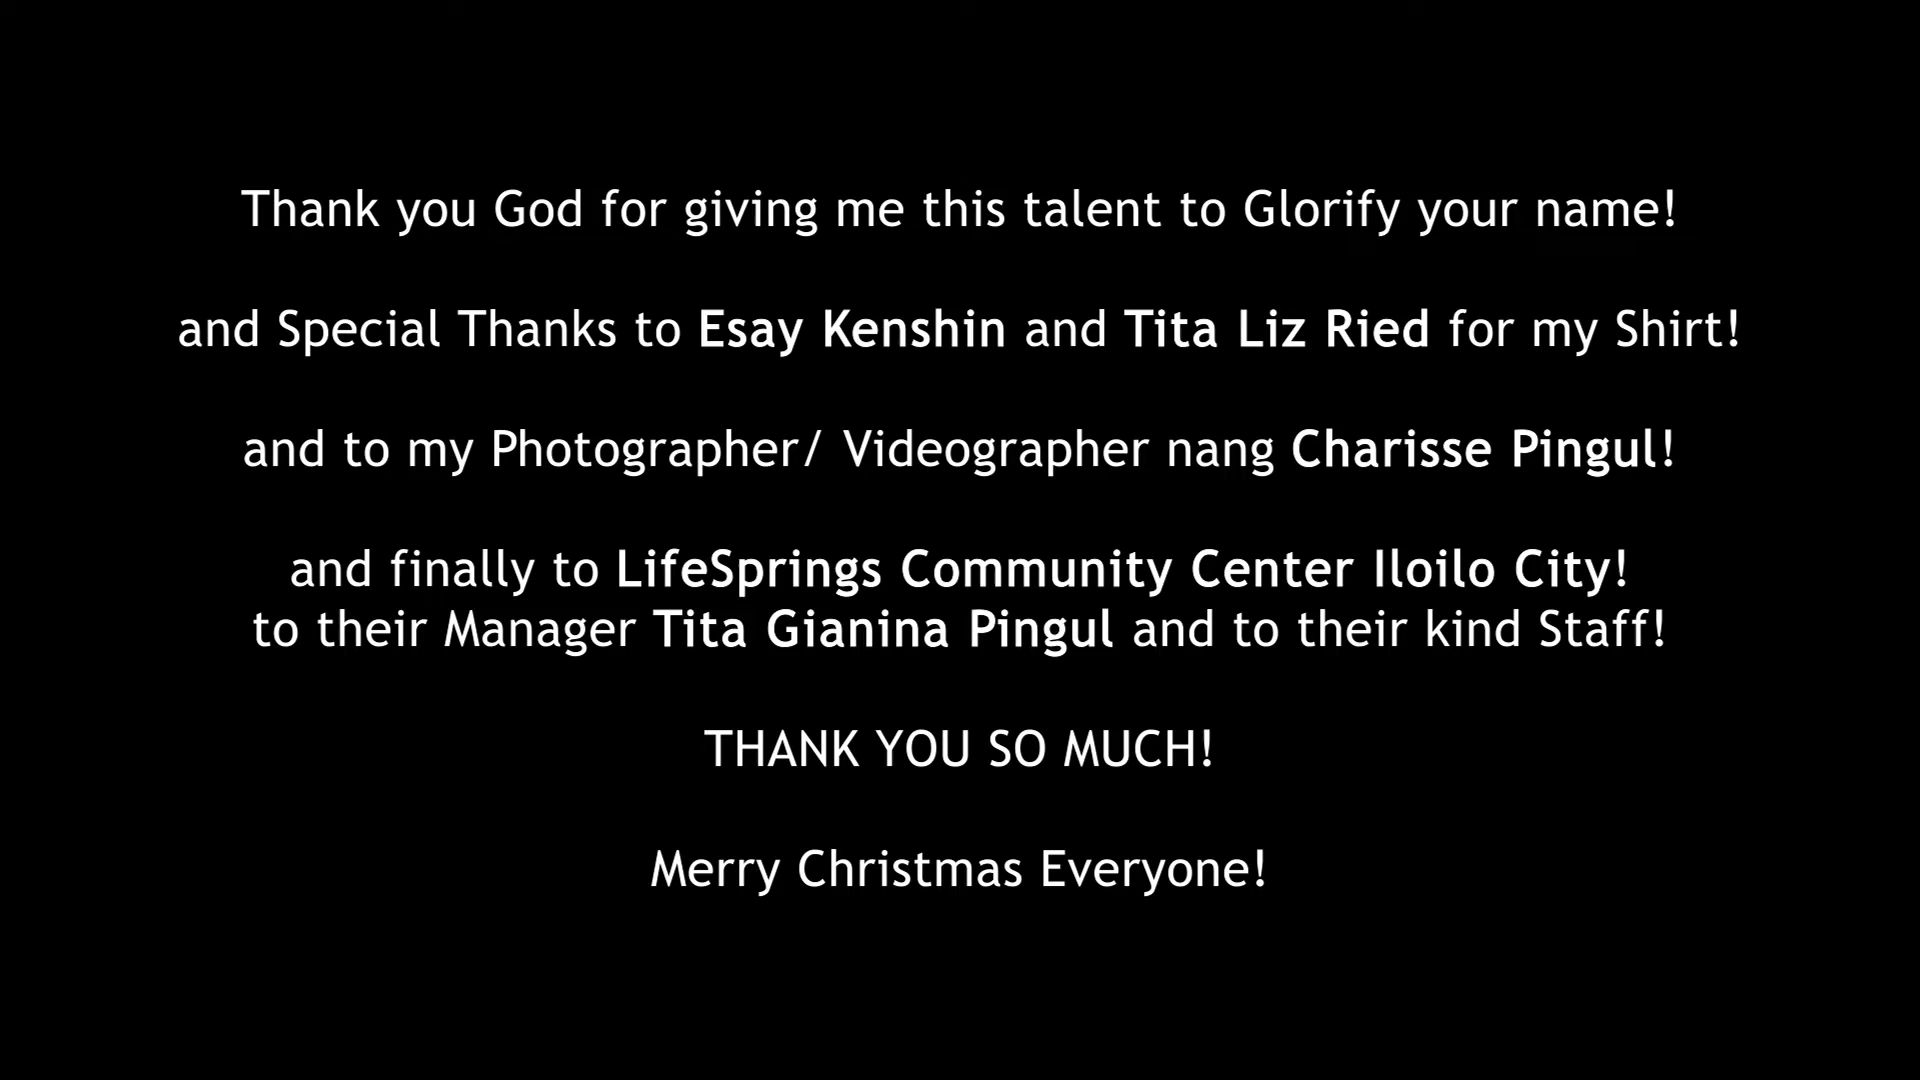 Thank you God for giving me this talent to Glorify your name!
and Special Thanks to Esay Kenshin and Tita Liz Ried for my Shirt!
and to my Photographer/ Videographer nang Charisse Pingul!
and finally to LifeSprings Community Center Iloilo City!
to their Manager Tita Gianina Pingul and to their kind Staff!
THANK YOU SO MUCH!
Merry Christmas Everyone!